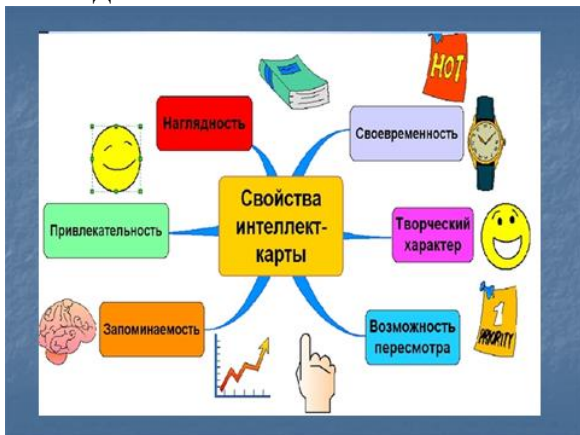 HOT
Наглядность
Своевременность
Свойства
интеллект-
карты
Привлекательность
Творческий
характер
Запоминаемость
Возможность
пересмотра
1
PRIORITY